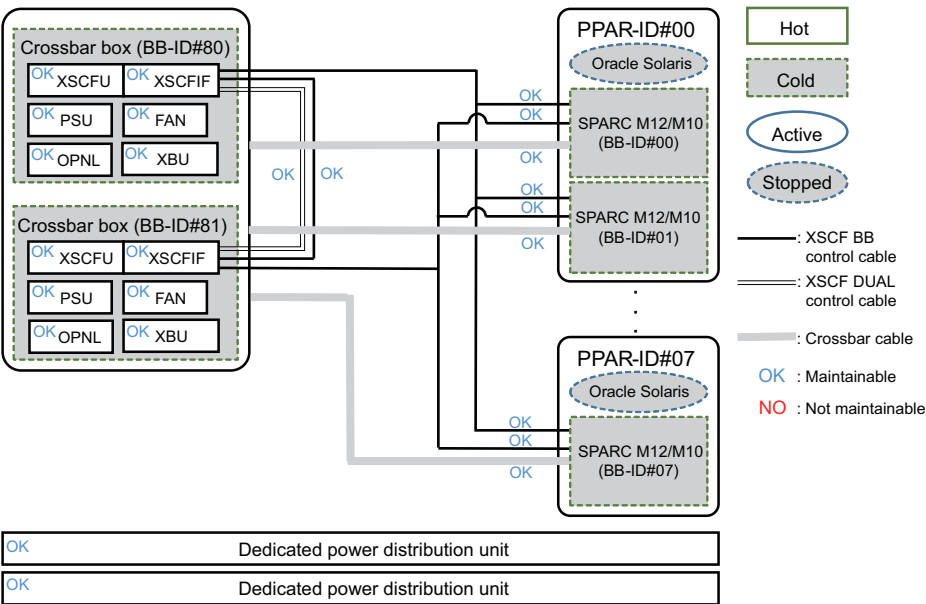 Crossbar box (BB-ID#80)
OK XSCFU
OK XSCFIF
OK PSU
OK FAN
OK OPNL
OK XBU
Crossbar box (BB-ID#81)
OK XSCFU
OK XSCFIF
OK PSU
OK FAN
OK OPNL
OK XBU
OK
OK
PPAR-ID#00
Oracle Solaris
OK
OK
SPARC M12/M10
(BB-ID#00)
OK
OK
OK
SPARC M12/M10
(BB-ID#01)
OK
PPAR-ID#07
Oracle Solaris
OK
OK
SPARC M12/M10
(BB-ID#07)
OK
Hot
Cold
Active
Stopped
: XSCF BB
control cable
: XSCF DUAL
control cable
: Crossbar cable
OK : Maintainable
NO : Not maintainable
OK Dedicated power distribution unit
OK Dedicated power distribution unit